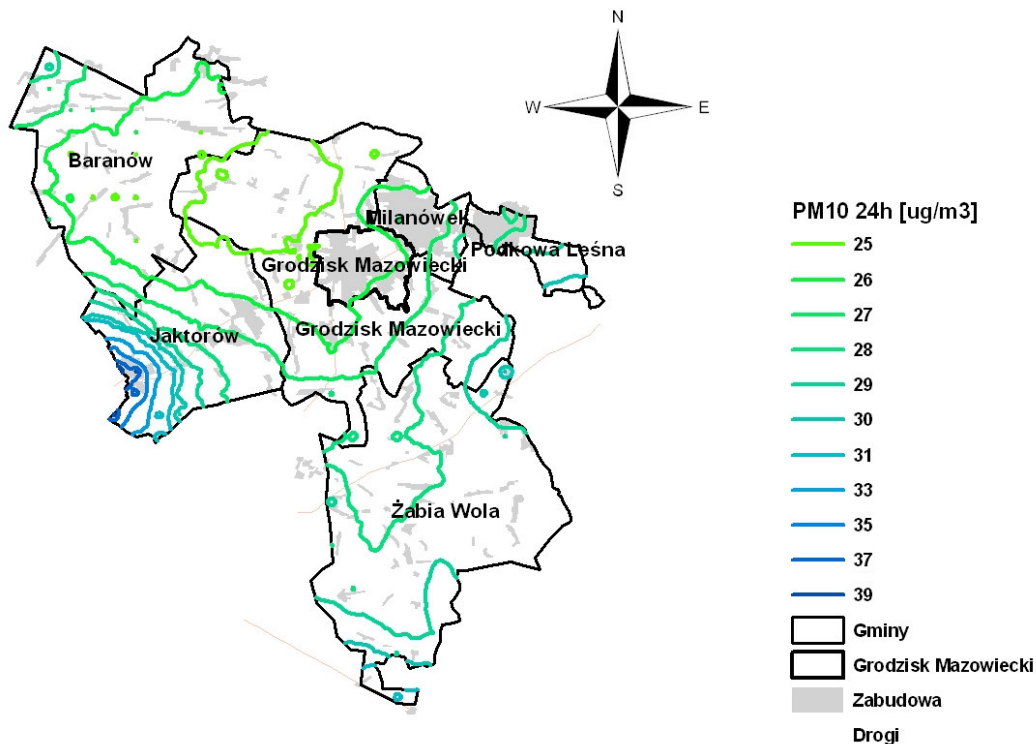 N
W
E
S
Baranów
Milanówek
Podkowa Leśna
Grodzisk Mazowiecki
Grodzisk Mazowiecki
Jaktorów
Żabia Wola
PM10 24h [ug/m3]
25
26
27
28
29
30
31
33
35
37
39
Gminy
Grodzisk Mazowiecki
Zabudowa
Drogi